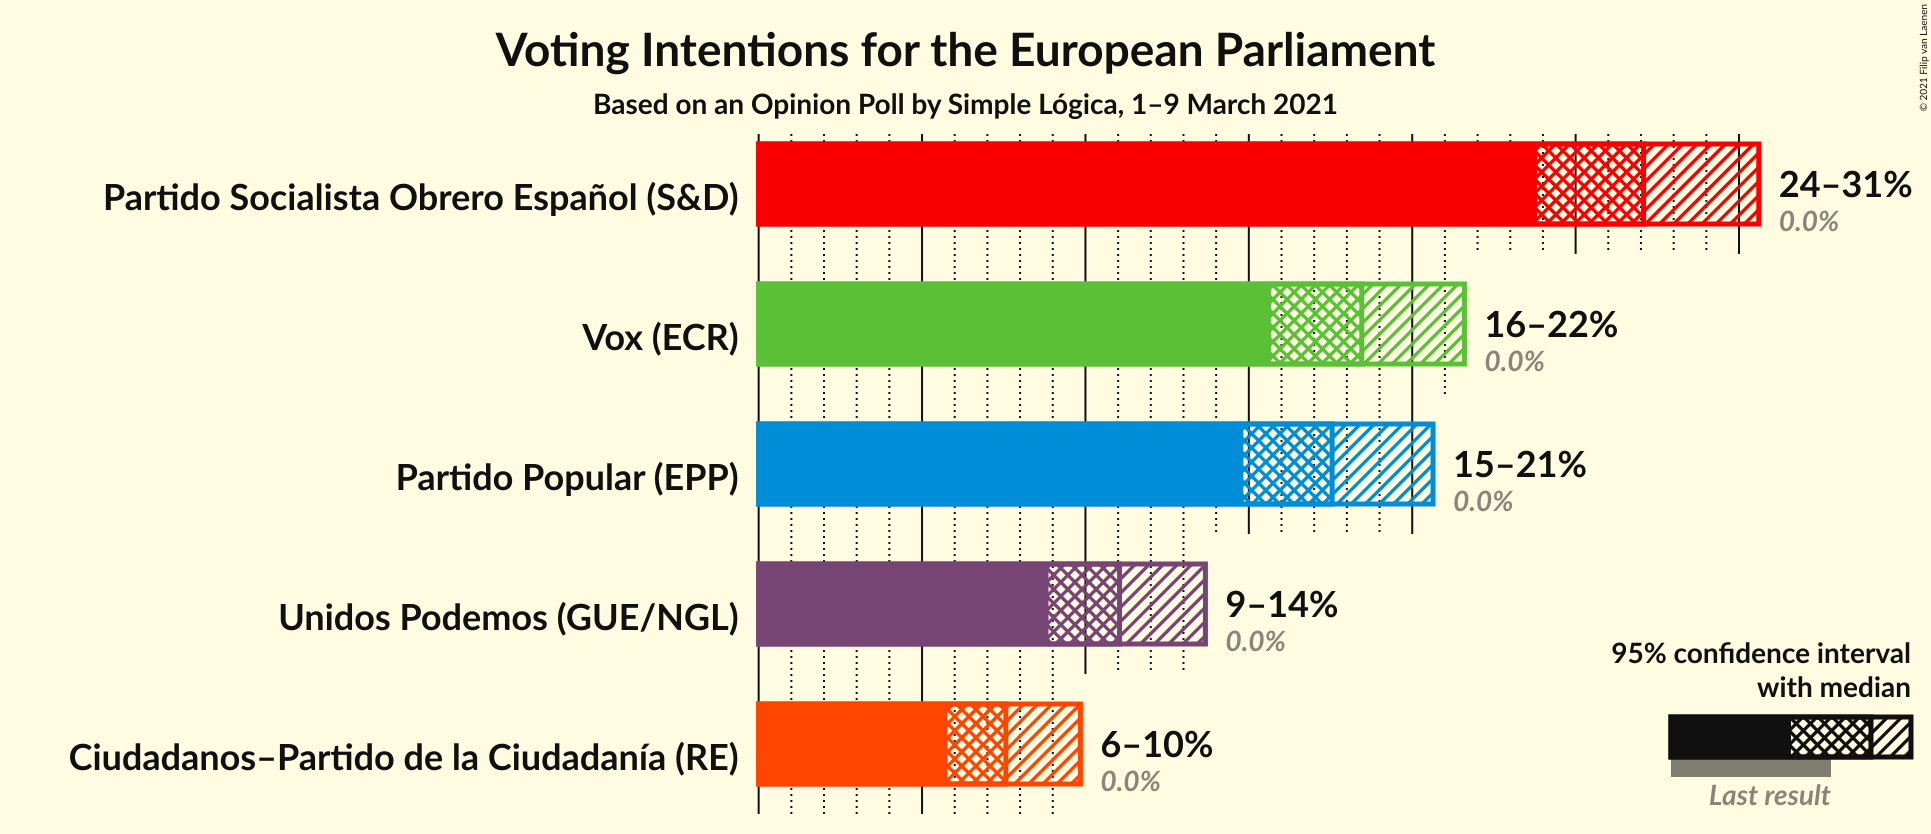 Voting Intentions for the European Parliament
Based on an Opinion Poll by Simple Lógica, 1–9 March 2021
© 2021 Filip van Laenen
Partido Socialista Obrero Español (S&D)
24–31%
0.0%
Vox (ECR)
16–22%
0.0%
Partido Popular (EPP)
15–21%
0.0%
Unidos Podemos (GUE/NGL)
9–14%
0.0%
Ciudadanos–Partido de la Ciudadanía (RE)
6–10%
0.0%
95% confidence interval
with median
Last result